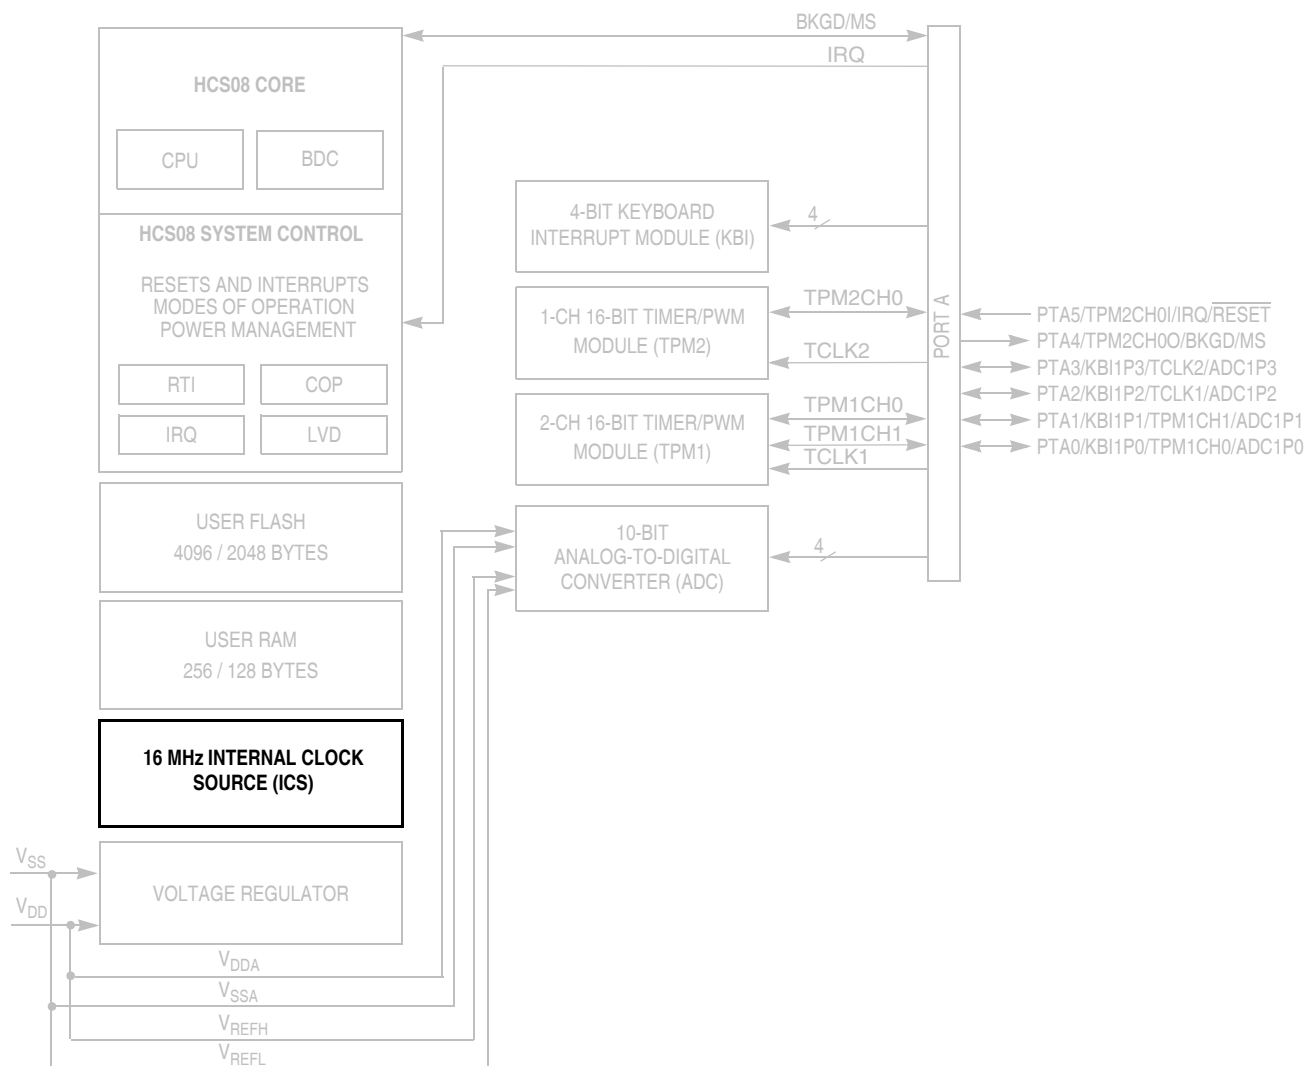 BKGD/MS
IRQ
HCS08 CORE
CPU
BDC
HCS08 SYSTEM CONTROL
RESETS AND INTERRUPTS
MODES OF OPERATION
POWER MANAGEMENT
RTI
COP
IRQ
LVD
USER FLASH
4096 / 2048 BYTES
USER RAM
256 / 128 BYTES
16 MHz INTERNAL CLOCK
SOURCE (ICS)
VOLTAGE REGULATOR
VSS
VDD
VDDA
VSSA
VREFH
VREFL
4-BIT KEYBOARD
INTERRUPT MODULE (KBI)
4
1-CH 16-BIT TIMER/PWM
MODULE (TPM2)
TPM2CH0
TCLK2
2-CH 16-BIT TIMER/PWM
MODULE (TPM1)
TPM1CH0
TPM1CH1
TCLK1
10-BIT
ANALOG-TO-DIGITAL
CONVERTER (ADC)
4
PORT A
PTA5/TPM2CH0I/IRQ/RESET
PTA4/TPM2CH0O/BKGD/MS
PTA3/KBI1P3/TCLK2/ADC1P3
PTA2/KBI1P2/TCLK1/ADC1P2
PTA1/KBI1P1/TPM1CH1/ADC1P1
PTA0/KBI1P0/TPM1CH0/ADC1P0